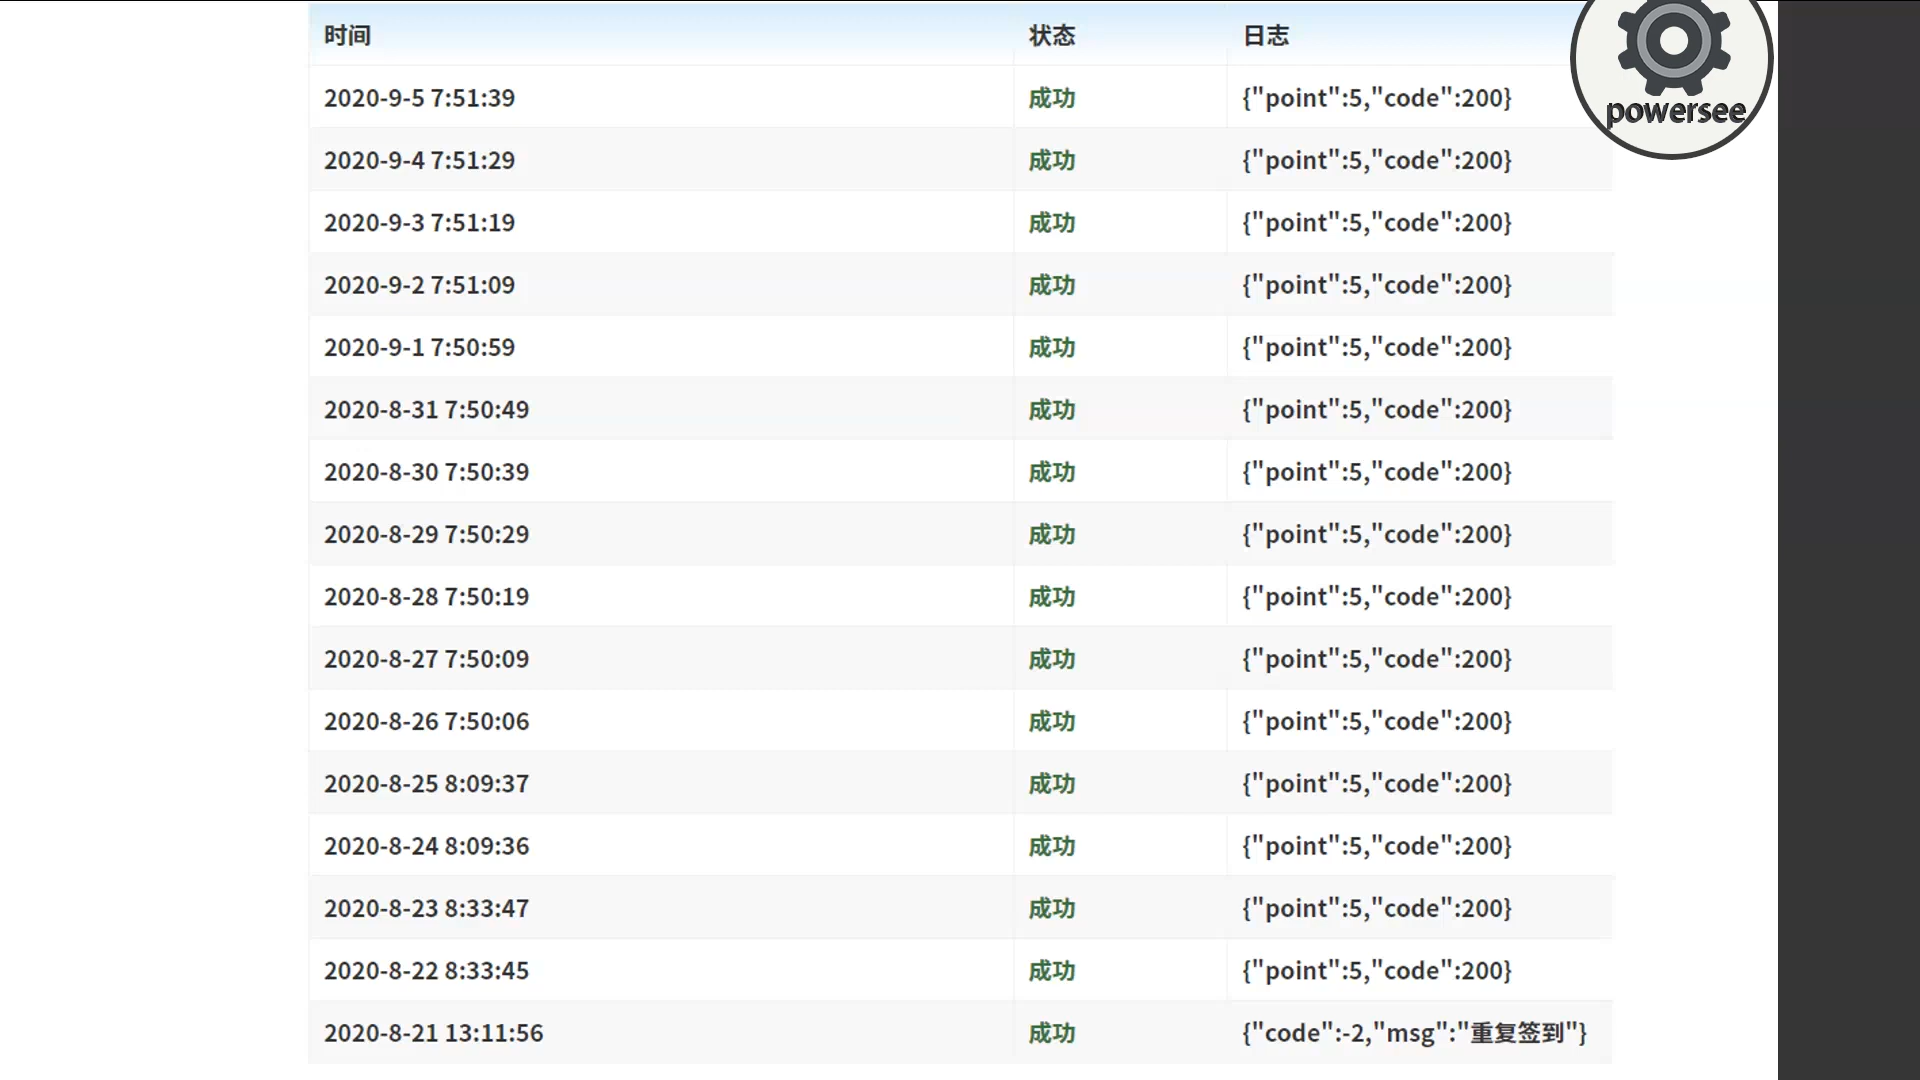 时间 状态 日志
2020-9-5 7:51:39 成功 {"point":5,"code":200}
2020-9-4 7:51:29 成功 {"point":5,"code":200}
2020-9-3 7:51:19 成功 {"point":5,"code":200}
2020-9-2 7:51:09 成功 {"point":5,"code":200}
2020-9-1 7:50:59 成功 {"point":5,"code":200}
2020-8-31 7:50:49 成功 {"point":5,"code":200}
2020-8-30 7:50:39 成功 {"point":5,"code":200}
2020-8-29 7:50:29 成功 {"point":5,"code":200}
2020-8-28 7:50:19 成功 {"point":5,"code":200}
2020-8-27 7:50:09 成功 {"point":5,"code":200}
2020-8-26 7:50:06 成功 {"point":5,"code":200}
2020-8-25 8:09:37 成功 {"point":5,"code":200}
2020-8-24 8:09:36 成功 {"point":5,"code":200}
2020-8-23 8:33:47 成功 {"point":5,"code":200}
2020-8-22 8:33:45 成功 {"point":5,"code":200}
2020-8-21 13:11:56 成功 {"code":-2,"msg":"重复签到"}
powersee